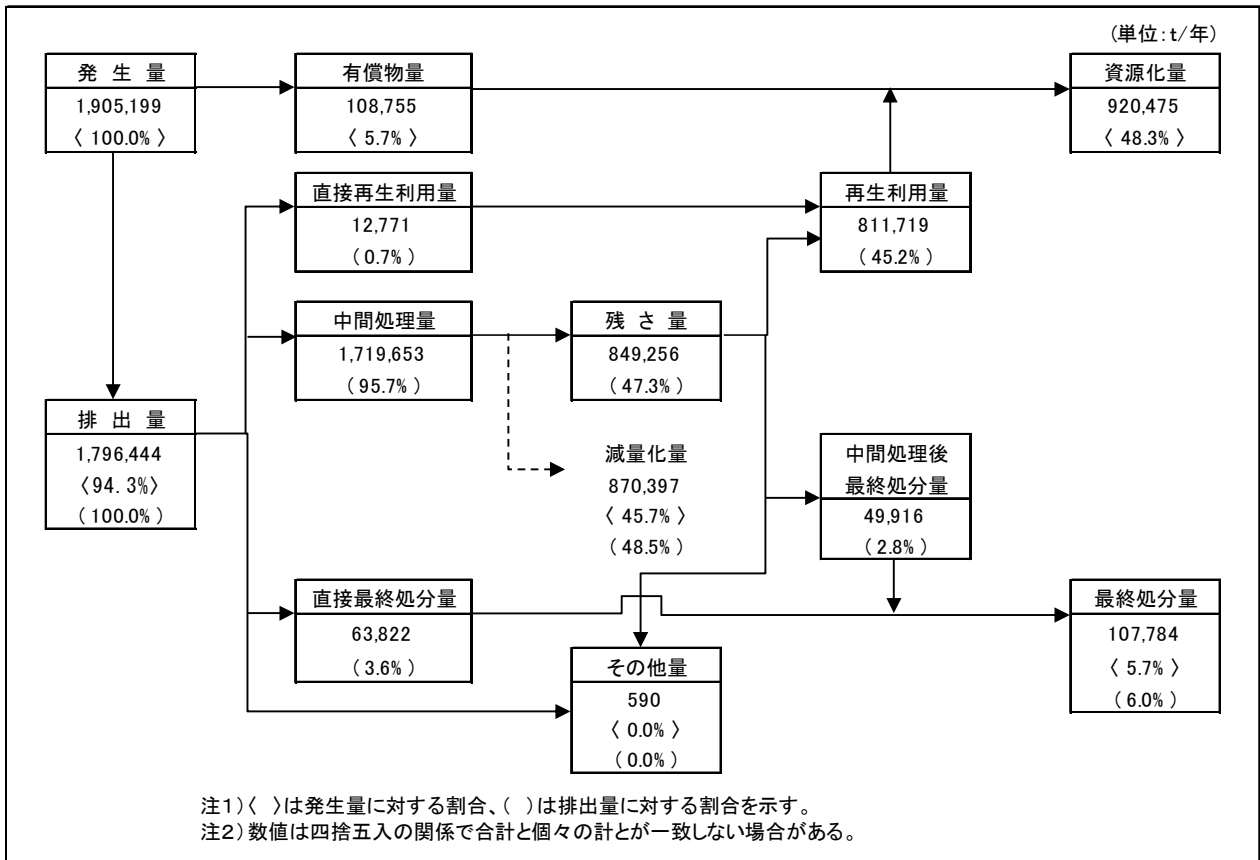 (単位:t/年)
発 生 量
1,905,199
〈 100.0% 〉
有償物量
108,755
〈 5.7% 〉
資源化量
920,475
〈 48.3% 〉
直接再生利用量
12,771
( 0.7% )
再生利用量
811,719
( 45.2% )
中間処理量
1,719,653
( 95.7% )
残 さ 量
849,256
( 47.3% )
排 出 量
1,796,444
〈94.3%〉
( 100.0% )
減量化量
870,397
〈 45.7% 〉
( 48.5% )
中間処理後
最終処分量
49,916
( 2.8% )
直接最終処分量
63,822
( 3.6% )
その他量
590
〈 0.0% 〉
( 0.0% )
最終処分量
107,784
〈 5.7% 〉
( 6.0% )
注1)〈 〉は発生量に対する割合、( )は排出量に対する割合を示す。
注2)数値は四捨五入の関係で合計と個々の計とが一致しない場合がある。